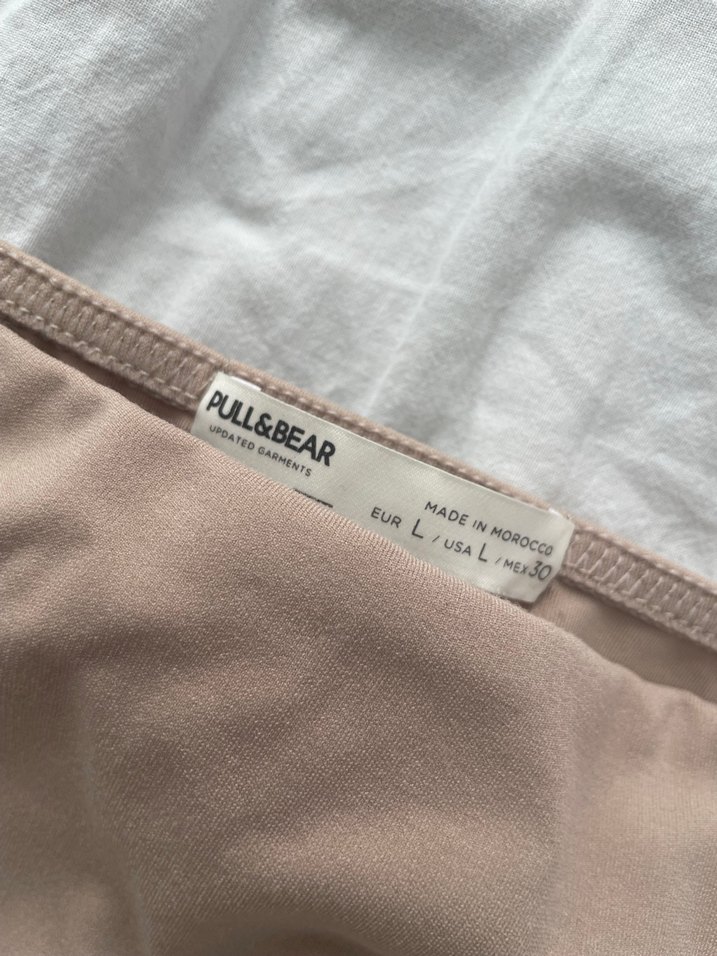 PULL&BEAR
UPDATED GARMENTS
MADE IN MOROCCO
EUR L / USA L / MEX 30